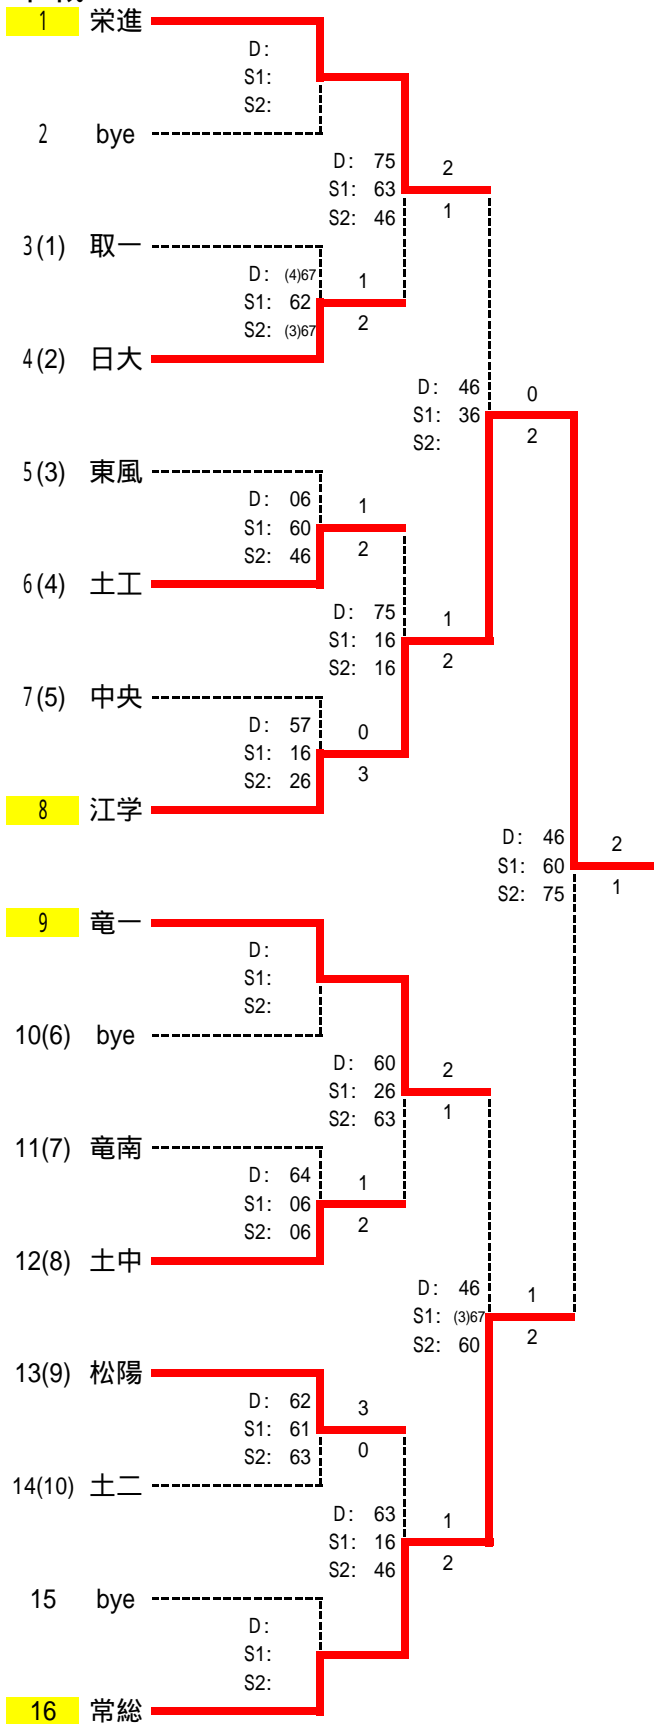 1 栄進
D:
S1:
S2:
2 bye
D: 75 2
S1: 63
S2: 46 1
3(1) 取一
D: (4)67 1
S1: 62
S2: (3)67 2
4(2) 日大
D: 46 0
S1: 36
S2: 2
5(3) 東風
D: 06 1
S1: 60
S2: 46 2
6(4) 土工
D: 75 1
S1: 16
S2: 16 2
7(5) 中央
D: 57 0
S1: 16
S2: 26 3
8 江学
D: 46 2
S1: 60
S2: 75 1
9 竜一
D:
S1:
S2:
10(6) bye
D: 60 2
S1: 26
S2: 63 1
11(7) 竜南
D: 64 1
S1: 06
S2: 06 2
12(8) 土中
D: 46 1
S1: (3)67
S2: 60 2
13(9) 松陽
D: 62 3
S1: 61
S2: 63 0
14(10) 土二
D: 63 1
S1: 16
S2: 46 2
15 bye
D:
S1:
S2:
16 常総